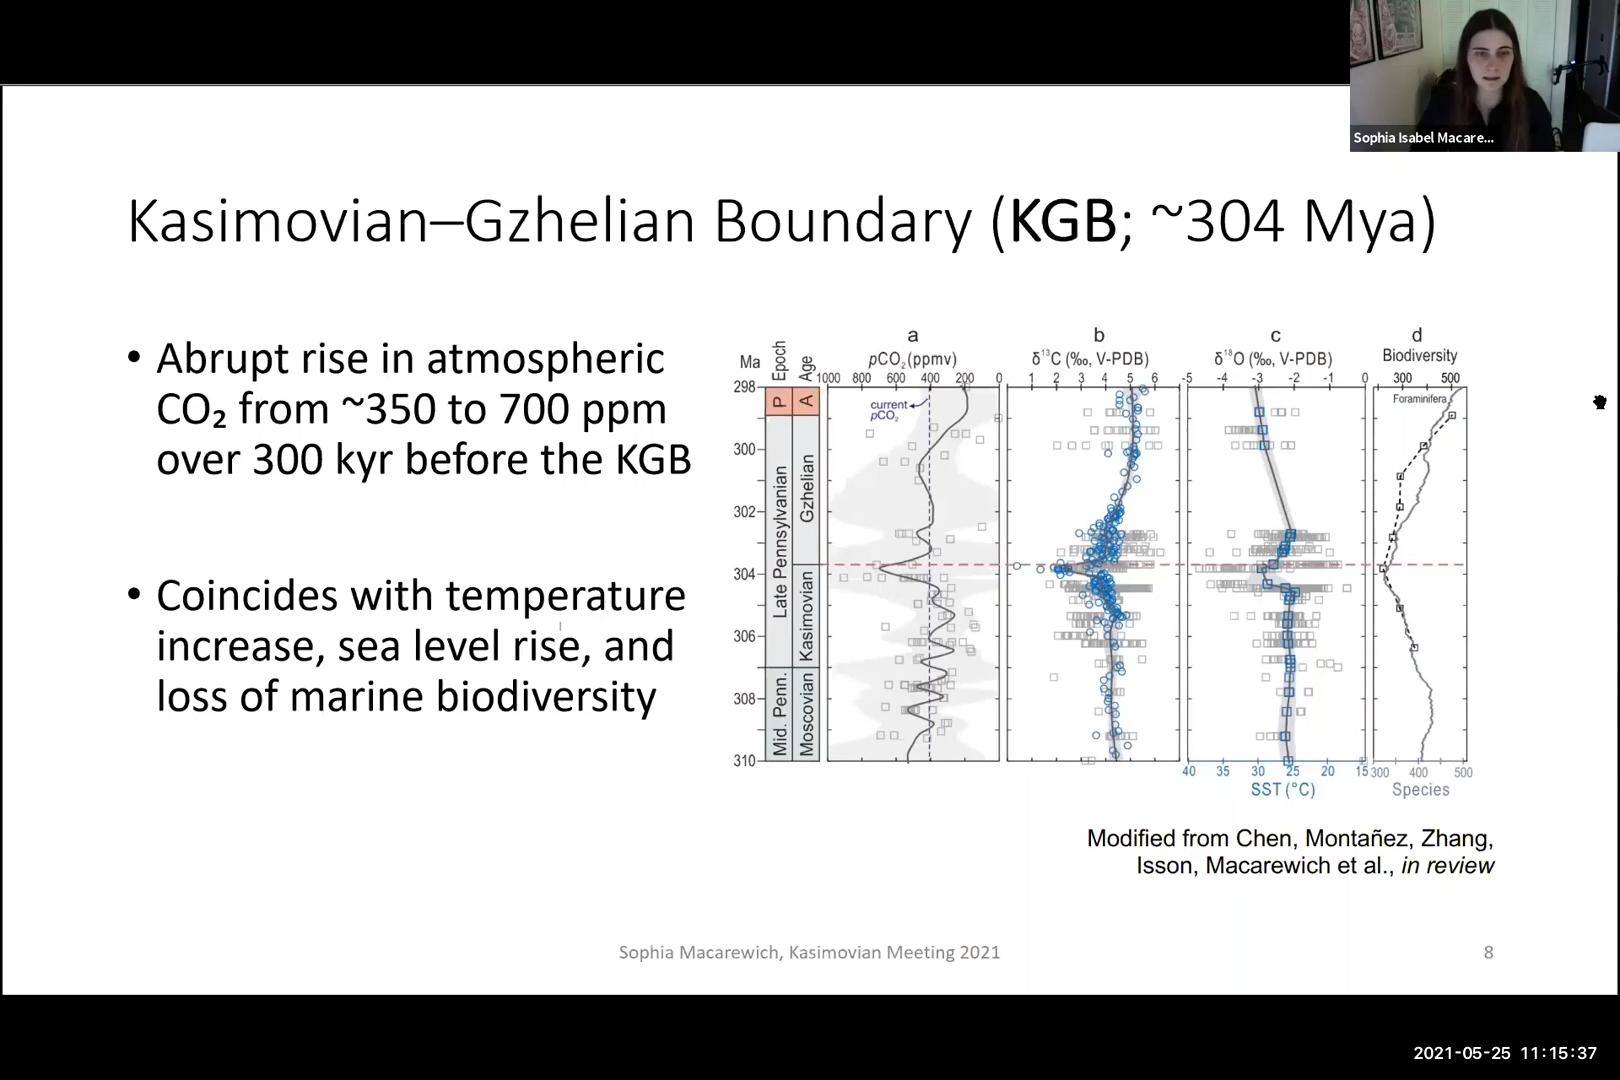 Sophia Isabel Macare...
Kasimovian–Gzhelian Boundary (KGB; ~304 Mya)
• Abrupt rise in atmospheric
CO₂ from ~350 to 700 ppm
over 300 kyr before the KGB
• Coincides with temperature
increase, sea level rise, and
loss of marine biodiversity
a b c d
Ma Epoch Age pCO₂(ppmv) δ¹³C (‰, V-PDB) δ¹⁸O (‰, V-PDB) Biodiversity
1000 800 600 400 200 0 1 2 3 4 5 6 -5 -4 -3 -2 -1 0 300 500
Foraminifera
298
300
302
304
306
308
310
P A
Late Pennsylvanian
Mid. Penn.
Gzhelian
Kasimovian
Moscovian
current
pCO₂
40 35 30 25 20 15 300 400 500
SST (°C) Species
Modified from Chen, Montañez, Zhang,
Isson, Macarewich et al., in review
Sophia Macarewich, Kasimovian Meeting 2021 8
2021-05-25 11:15:37